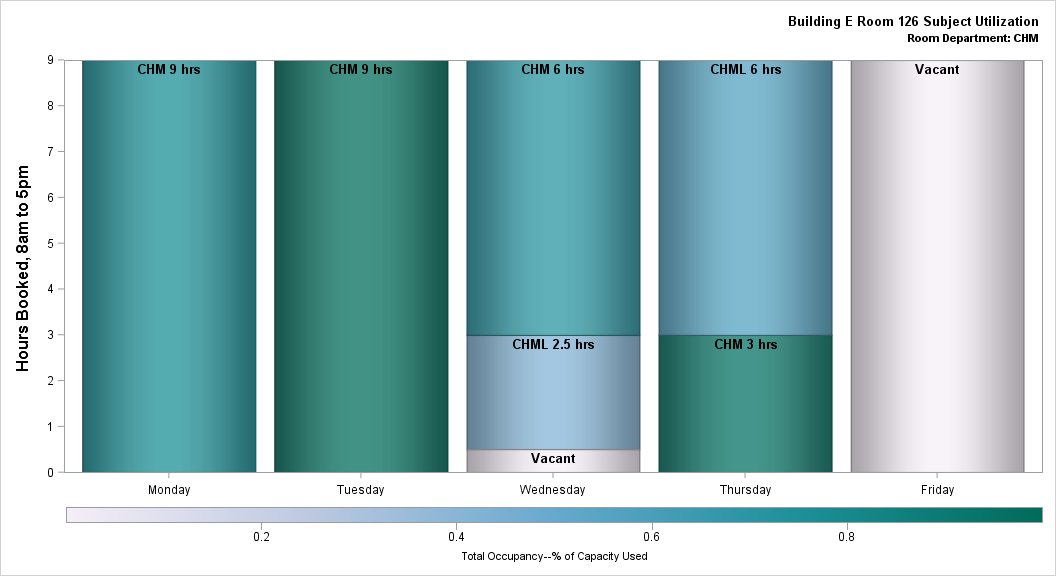 Building E Room 126 Subject Utilization
Room Department: CHM
Hours Booked, 8am to 5pm
9
8
7
6
5
4
3
2
1
0
CHM 9 hrs
CHM 9 hrs
CHM 6 hrs
CHML 6 hrs
Vacant
CHML 2.5 hrs
CHM 3 hrs
Vacant
Monday
Tuesday
Wednesday
Thursday
Friday
0.2
0.4
0.6
0.8
Total Occupancy--% of Capacity Used